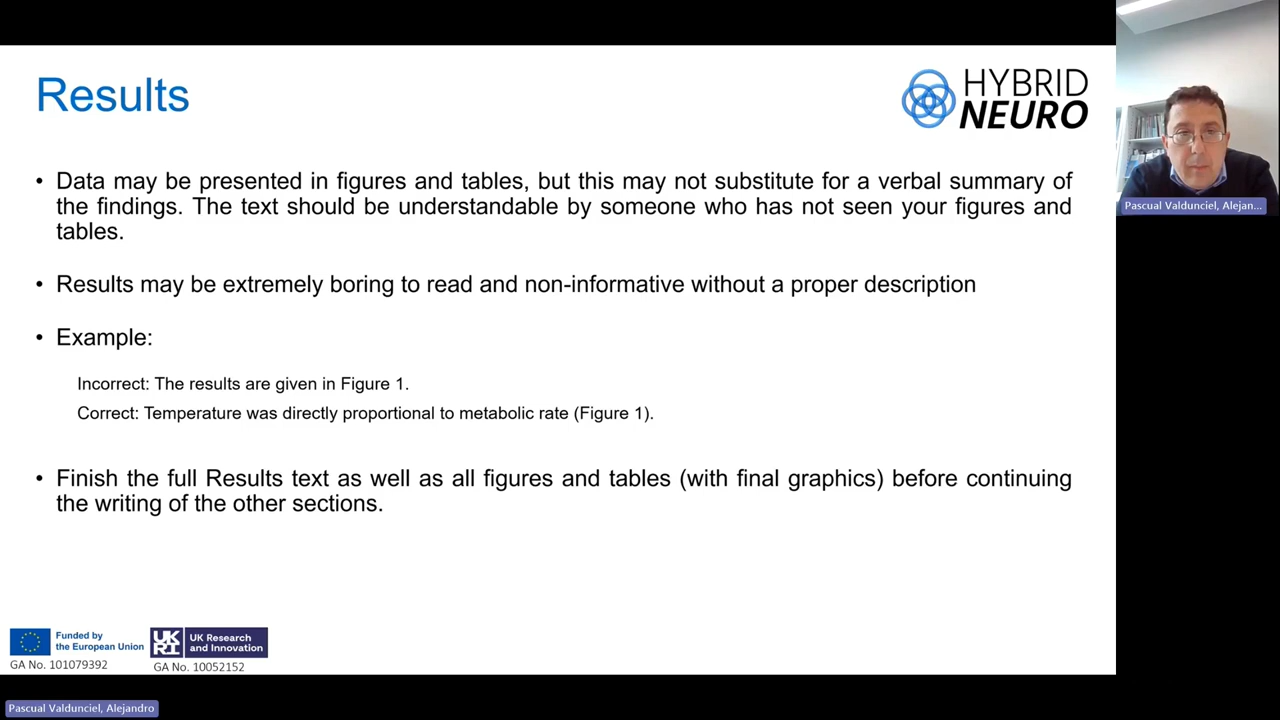 Results
HYBRID
NEURO
• Data may be presented in figures and tables, but this may not substitute for a verbal summary of
the findings. The text should be understandable by someone who has not seen your figures and
tables.
• Results may be extremely boring to read and non-informative without a proper description
• Example:
Incorrect: The results are given in Figure 1.
Correct: Temperature was directly proportional to metabolic rate (Figure 1).
• Finish the full Results text as well as all figures and tables (with final graphics) before continuing
the writing of the other sections.
Funded by
the European Union
GA No. 101079392
UKRI
UK Research
and Innovation
GA No. 10052152
Pascual Valdunciel, Alejan...
Pascual Valdunciel, Alejandro